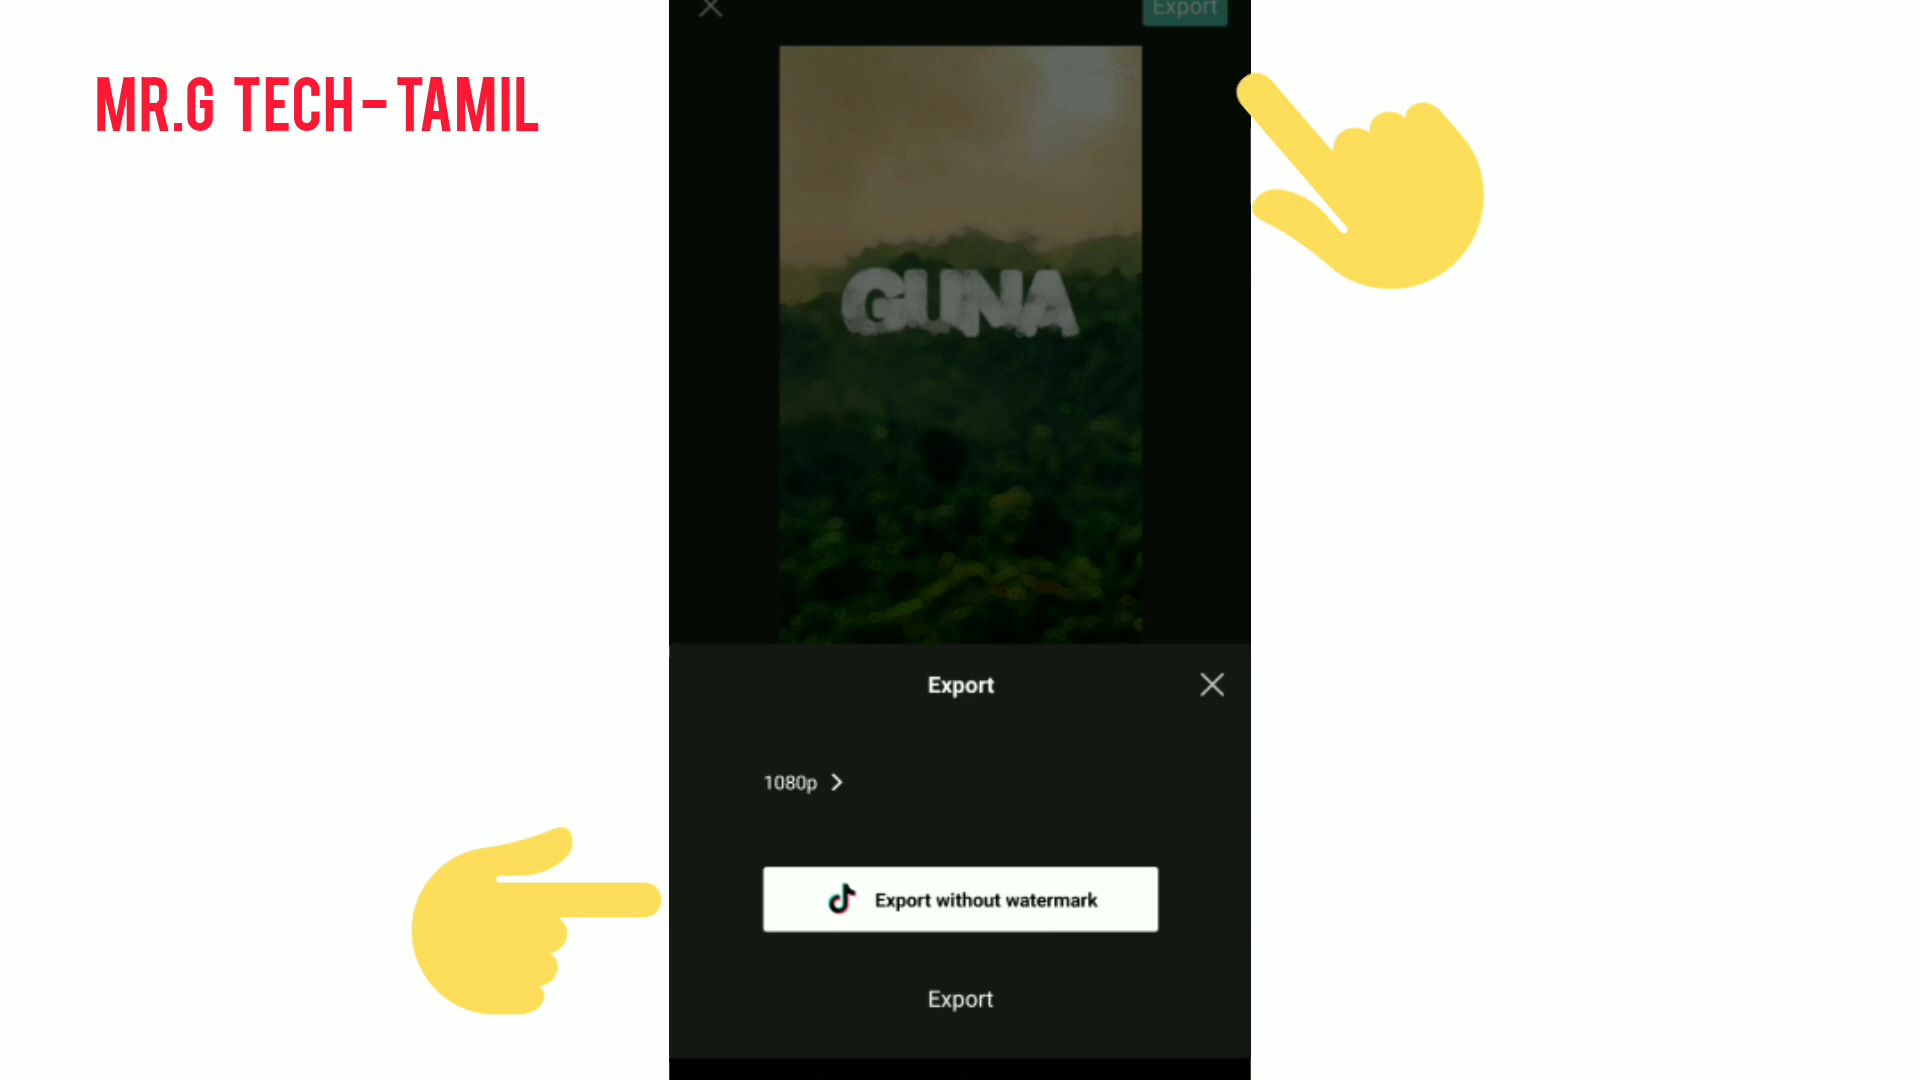 Export
MR.G TECH - TAMIL
GUNA
Export
1080p
Export without watermark
Export